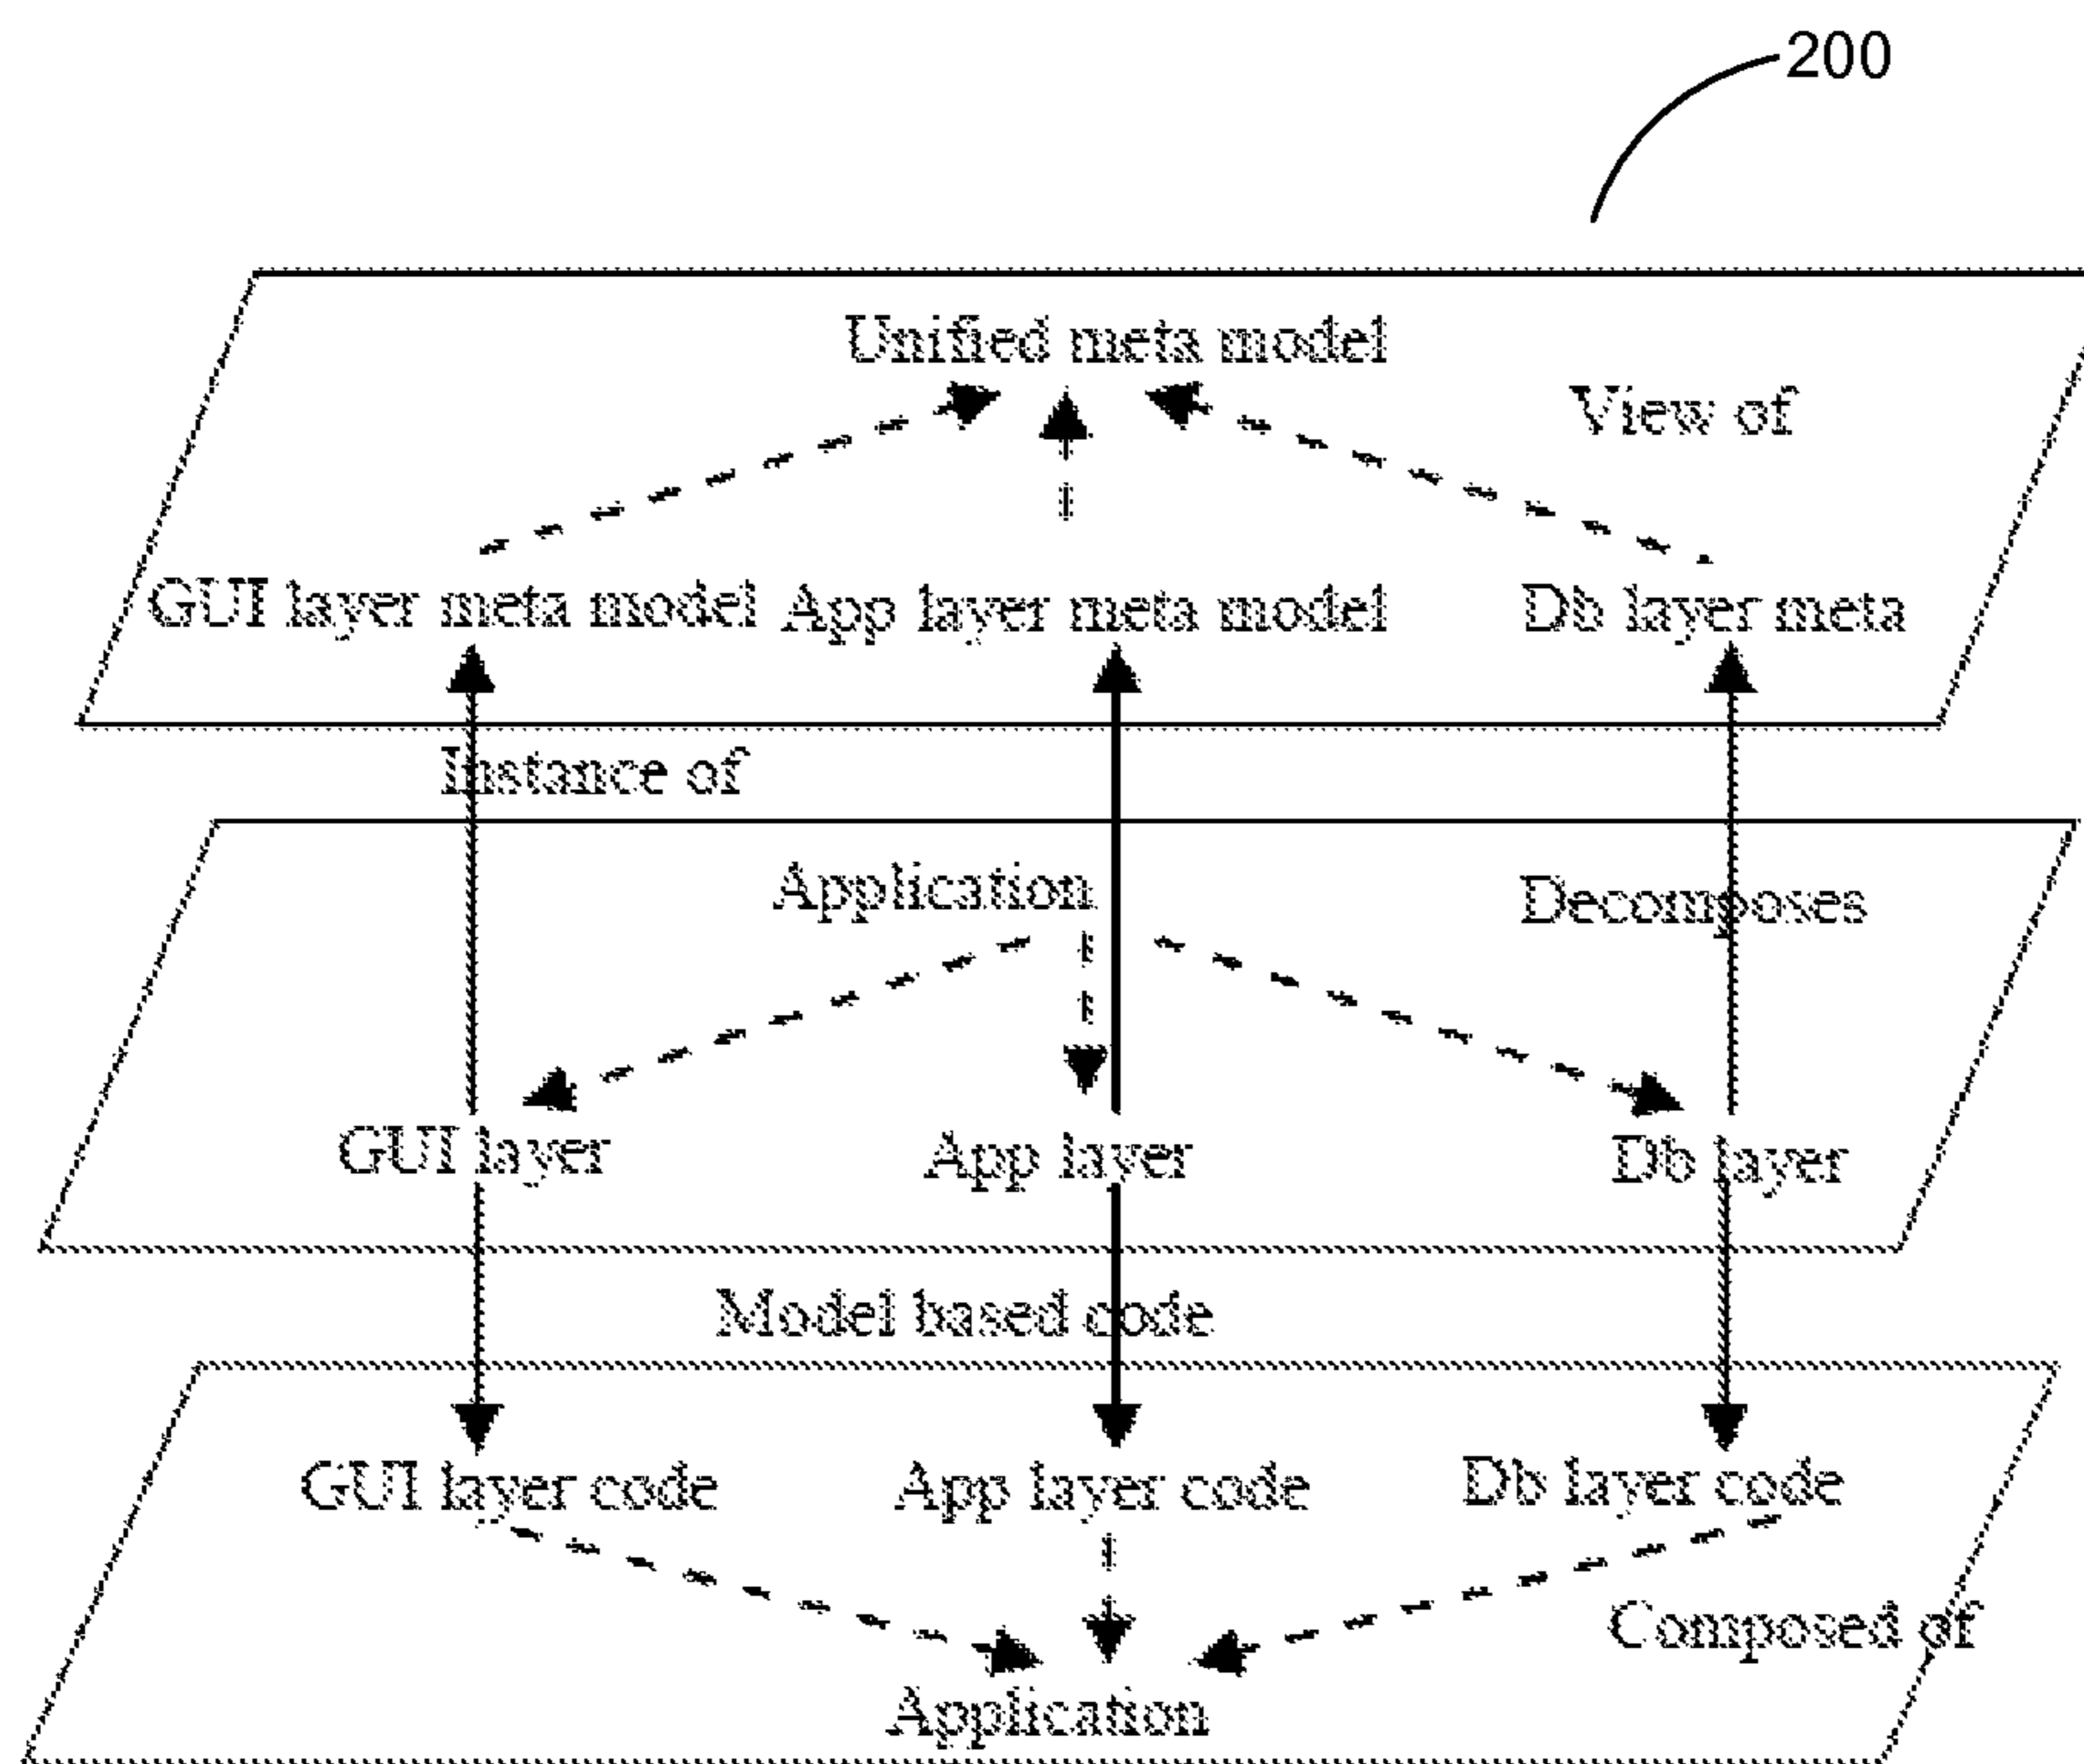 200
Unified meta model
View of
GUI layer meta model App layer meta model Db layer meta
Instance of
Application Decomposes
GUI layer App layer Db layer
Model based code
GUI layer code App layer code Db layer code
Composed of
Application